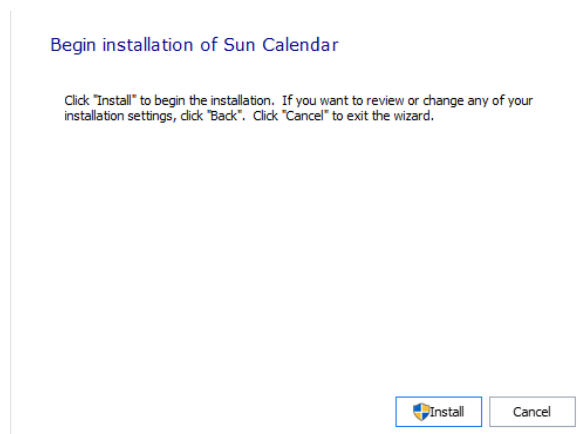 Begin installation of Sun Calendar
Click "Install" to begin the installation. If you want to review or change any of your
installation settings, click "Back". Click "Cancel" to exit the wizard.
Install
Cancel